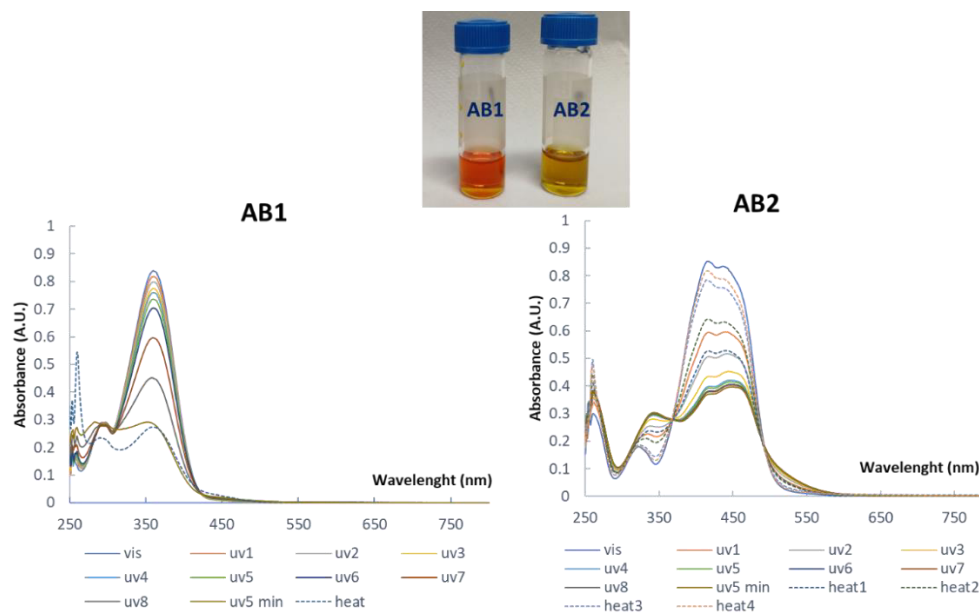 AB1 AB2
AB1
1
0.9
0.8
0.7
0.6
0.5
0.4
0.3
0.2
0.1
0
Absorbance (A.U.)
Wavelenght (nm)
250 350 450 550 650 750
vis uv1 uv2 uv3
uv4 uv5 uv6 uv7
uv8 uv5 min heat
AB2
1
0.9
0.8
0.7
0.6
0.5
0.4
0.3
0.2
0.1
0
Absorbance (A.U.)
Wavelenght (nm)
250 350 450 550 650 750
vis uv1 uv2 uv3
uv4 uv5 uv6 uv7
uv8 uv5 min heat1 heat2
heat3 heat4